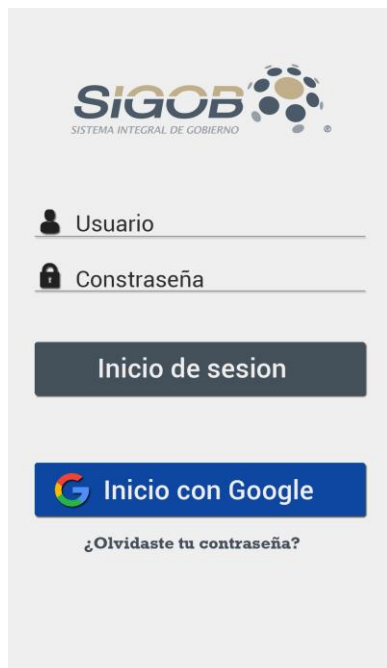 SIGOB
SISTEMA INTEGRAL DE GOBIERNO ®
Usuario
Constraseña
Inicio de sesion
Inicio con Google
¿Olvidaste tu contraseña?